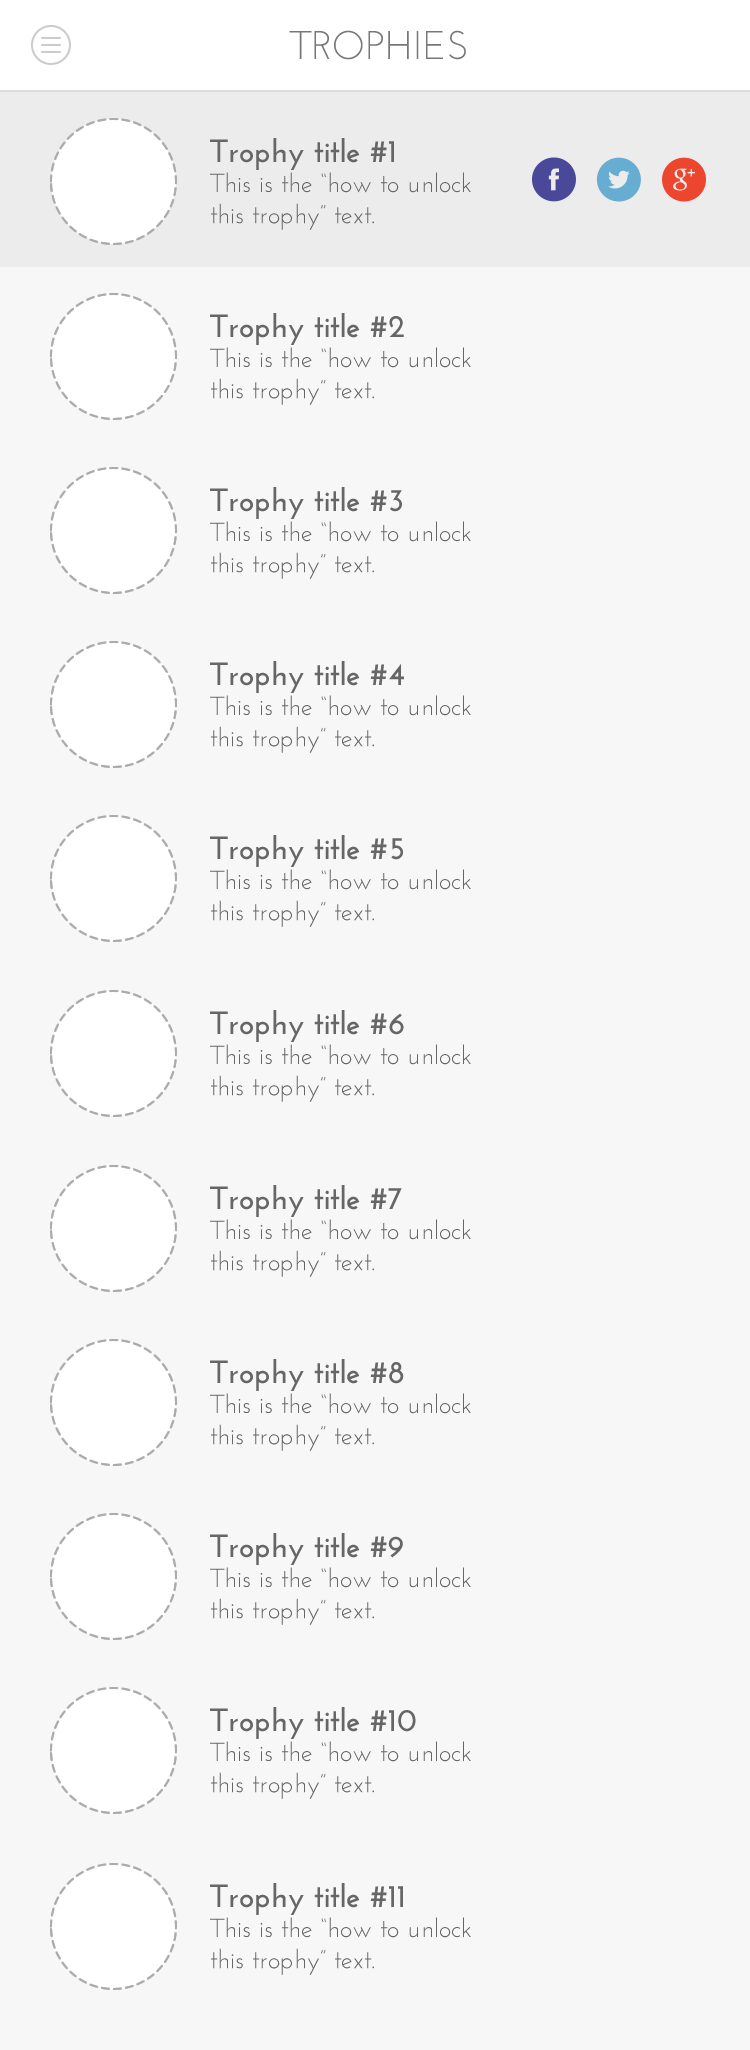 TROPHIES
Trophy title #1
This is the “how to unlock
this trophy” text.
f
g+
Trophy title #2
This is the “how to unlock
this trophy” text.
Trophy title #3
This is the “how to unlock
this trophy” text.
Trophy title #4
This is the “how to unlock
this trophy” text.
Trophy title #5
This is the “how to unlock
this trophy” text.
Trophy title #6
This is the “how to unlock
this trophy” text.
Trophy title #7
This is the “how to unlock
this trophy” text.
Trophy title #8
This is the “how to unlock
this trophy” text.
Trophy title #9
This is the “how to unlock
this trophy” text.
Trophy title #10
This is the “how to unlock
this trophy” text.
Trophy title #11
This is the “how to unlock
this trophy” text.